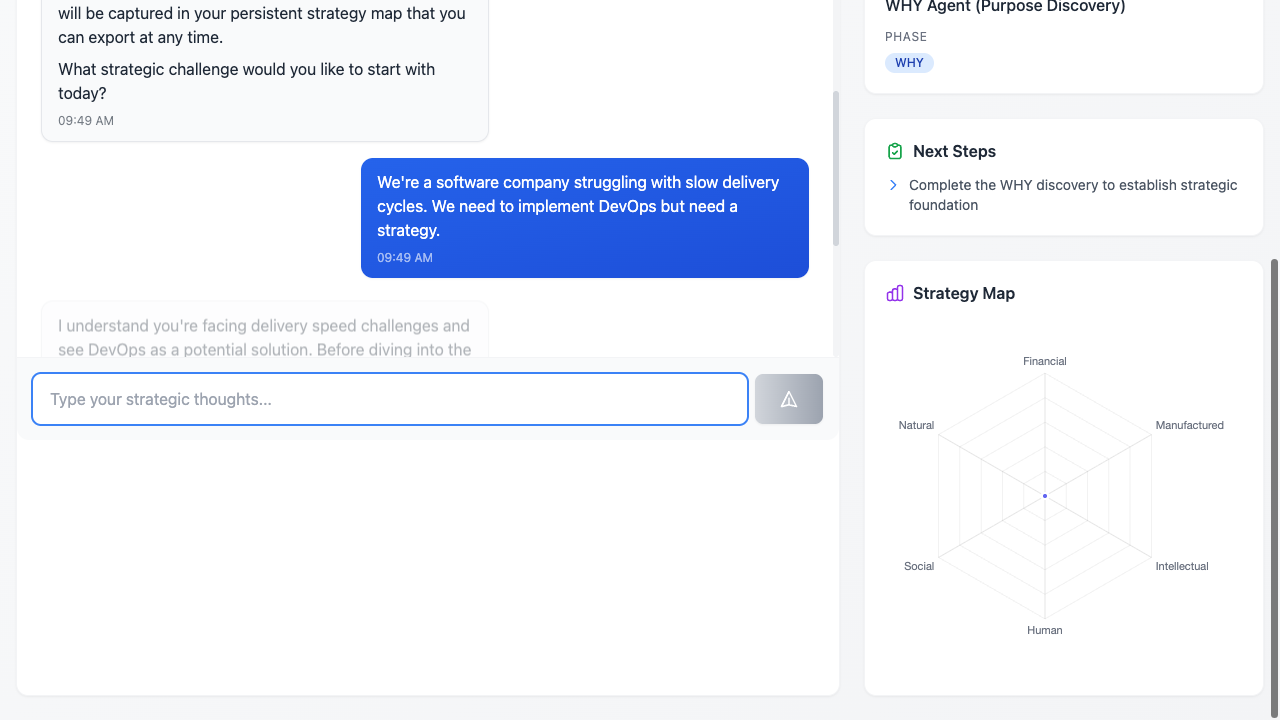 will be captured in your persistent strategy map that you
can export at any time.
What strategic challenge would you like to start with
today?
09:49 AM
We're a software company struggling with slow delivery
cycles. We need to implement DevOps but need a
strategy.
09:49 AM
I understand you're facing delivery speed challenges and
see DevOps as a potential solution. Before diving into the
Type your strategic thoughts...
WHY Agent (Purpose Discovery)
PHASE
WHY
Next Steps
Complete the WHY discovery to establish strategic
foundation
Strategy Map
Financial
Natural
Manufactured
Social
Intellectual
Human